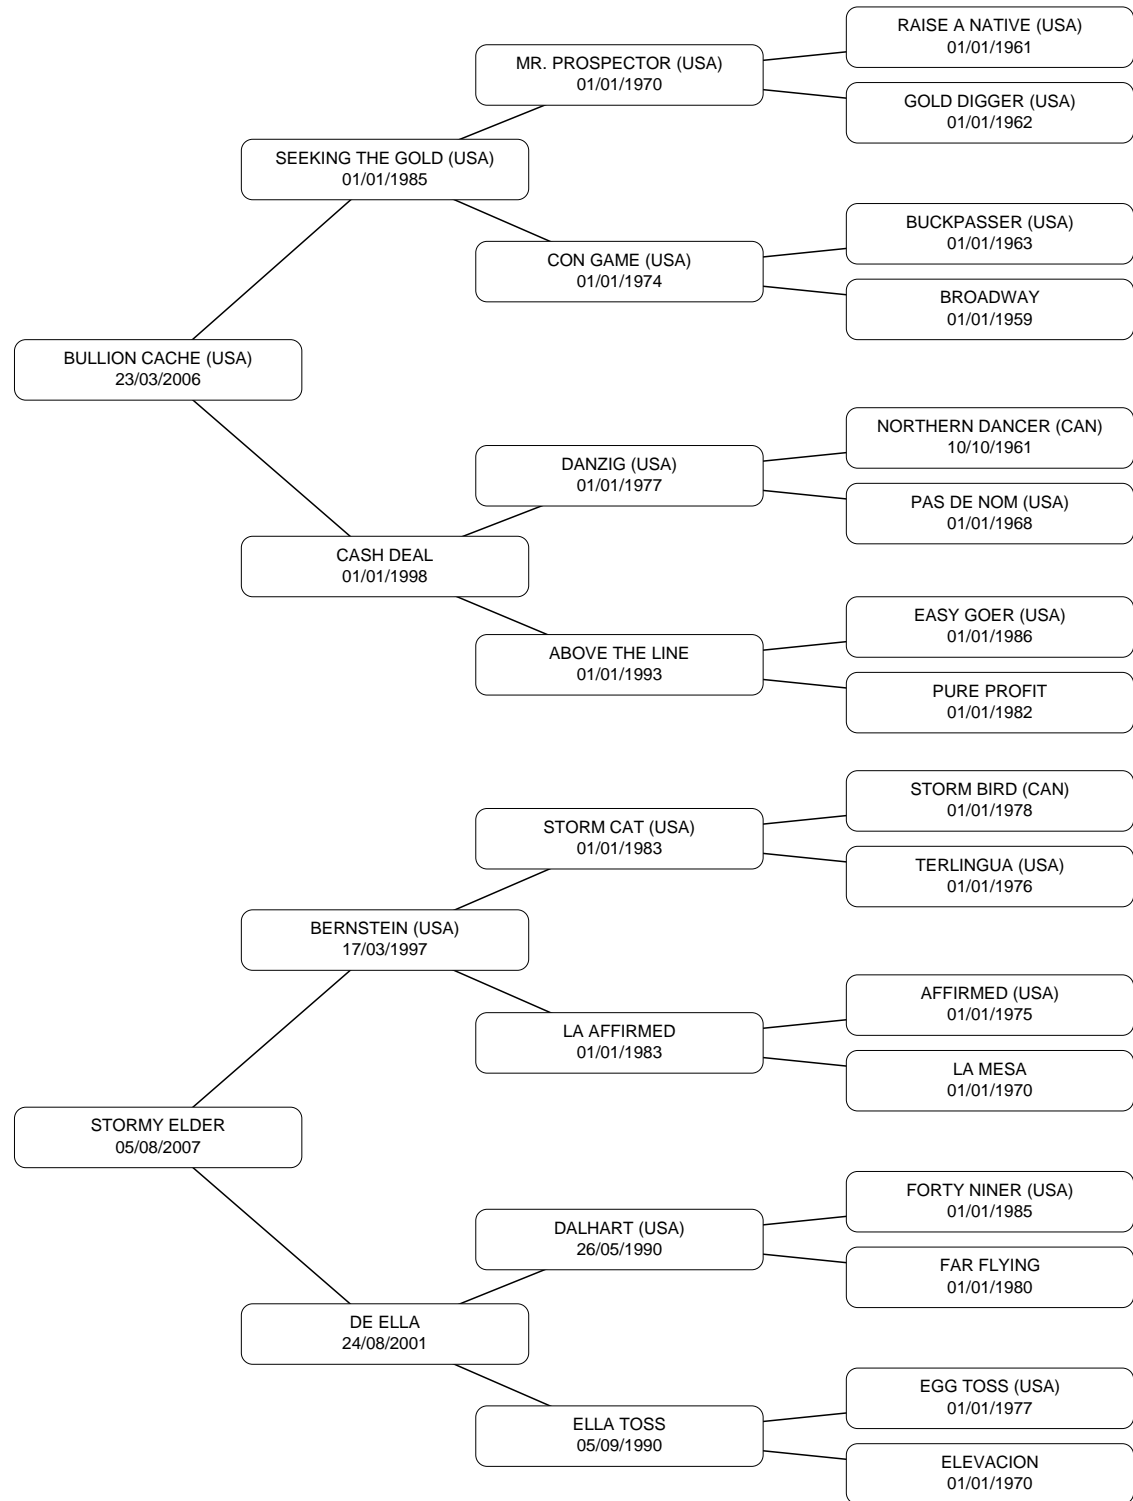 RAISE A NATIVE (USA)
01/01/1961
MR. PROSPECTOR (USA)
01/01/1970
GOLD DIGGER (USA)
01/01/1962
SEEKING THE GOLD (USA)
01/01/1985
BUCKPASSER (USA)
01/01/1963
CON GAME (USA)
01/01/1974
BROADWAY
01/01/1959
BULLION CACHE (USA)
23/03/2006
NORTHERN DANCER (CAN)
10/10/1961
DANZIG (USA)
01/01/1977
PAS DE NOM (USA)
01/01/1968
CASH DEAL
01/01/1998
EASY GOER (USA)
01/01/1986
ABOVE THE LINE
01/01/1993
PURE PROFIT
01/01/1982
STORM BIRD (CAN)
01/01/1978
STORM CAT (USA)
01/01/1983
TERLINGUA (USA)
01/01/1976
BERNSTEIN (USA)
17/03/1997
AFFIRMED (USA)
01/01/1975
LA AFFIRMED
01/01/1983
LA MESA
01/01/1970
STORMY ELDER
05/08/2007
FORTY NINER (USA)
01/01/1985
DALHART (USA)
26/05/1990
FAR FLYING
01/01/1980
DE ELLA
24/08/2001
EGG TOSS (USA)
01/01/1977
ELLA TOSS
05/09/1990
ELEVACION
01/01/1970